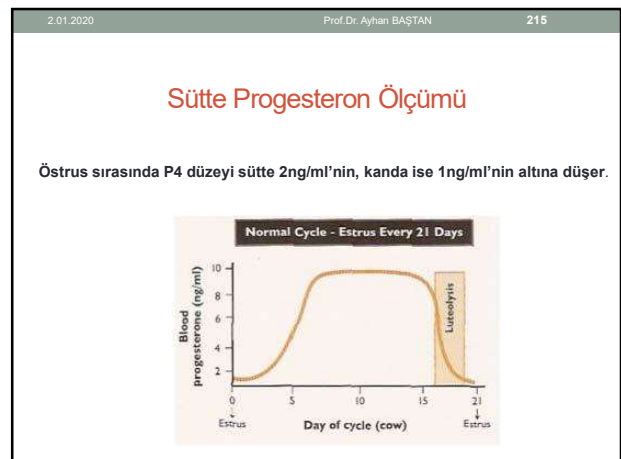 2.01.2020 Prof.Dr. Ayhan BAŞTAN 215
Sütte Progesteron Ölçümü
Östrus sırasında P4 düzeyi sütte 2ng/ml’nin, kanda ise 1ng/ml’nin altına düşer.
Normal Cycle - Estrus Every 21 Days
Blood
progesterone (ng/ml)
10
8
6
4
2
Luteolysis
0 5 10 15 21
Estrus Day of cycle (cow) Estrus